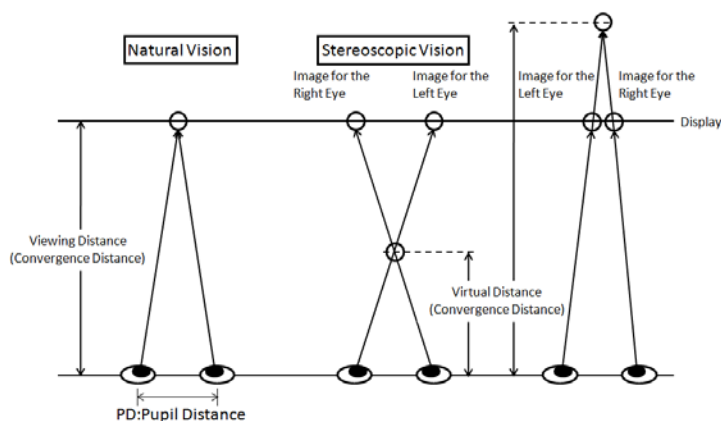 Natural Vision
Stereoscopic Vision
Image for the
Right Eye
Image for the
Left Eye
Image for the
Left Eye
Image for the
Right Eye
Display
Viewing Distance
(Convergence Distance)
Virtual Distance
(Convergence Distance)
PD:Pupil Distance